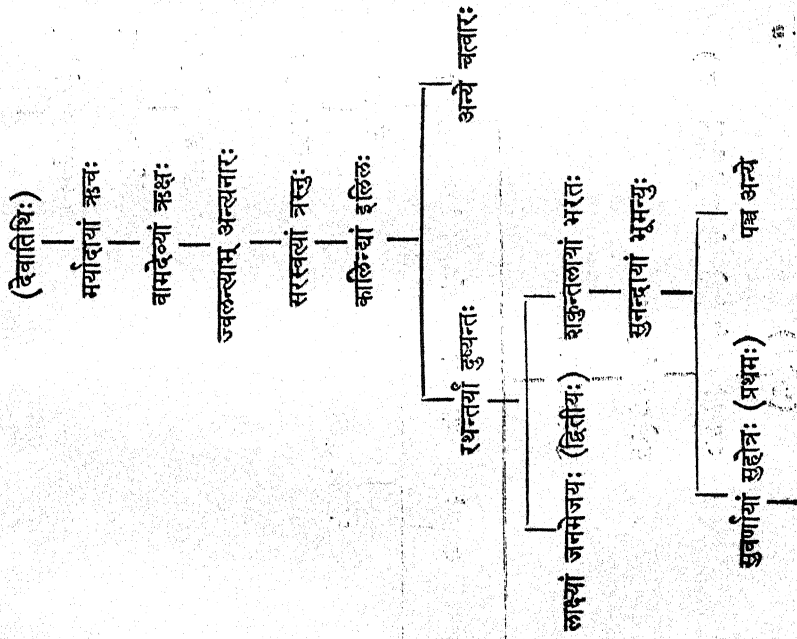 (देवातिथिः)
मर्यादायां ऋचः
वामदेव्यां ऋक्षः
ज्वलन्त्याम् अन्त्यनारः
सरस्वत्यां त्रस्नुः
कालिन्द्यां इलिलः
रथन्तर्यां दुष्यन्तः अन्ये चत्वारः
लाक्ष्यां जनमेजयः (द्वितीयः) शकुन्तलायां भरतः
सुनन्दायां भूमन्युः
सुवर्णायां सुहोत्रः (प्रथमः) पञ्च अन्ये